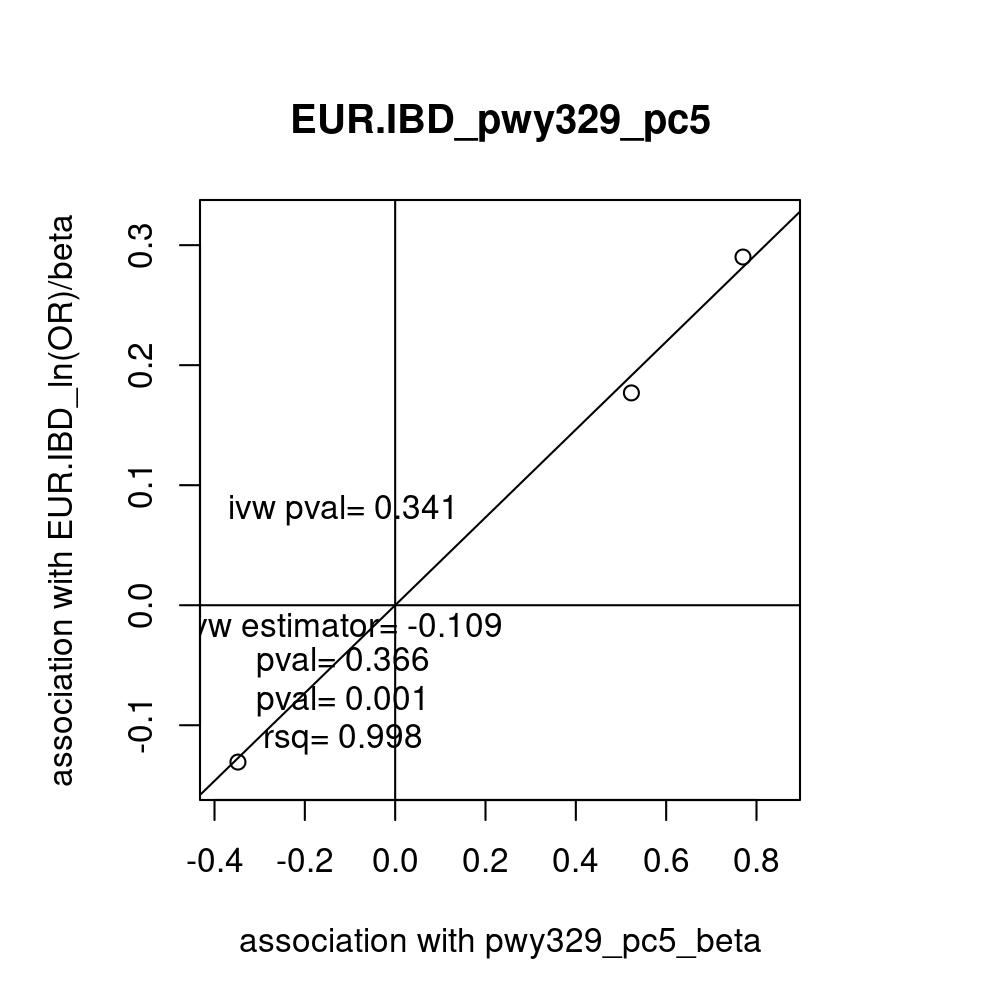 EUR.IBD_pwy329_pc5
association with EUR.IBD_ln(OR)/beta
0.3
0.2
0.1
0.0
-0.1
ivw pval= 0.341
vw estimator= -0.109
pval= 0.366
pval= 0.001
rsq= 0.998
-0.4 -0.2 0.0 0.2 0.4 0.6 0.8
association with pwy329_pc5_beta